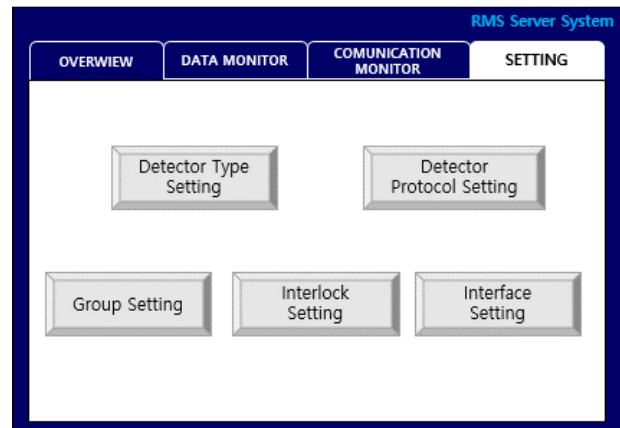 RMS Server System
OVERWIEW
DATA MONITOR
COMUNICATION
MONITOR
SETTING
Detector Type
Setting
Detector
Protocol Setting
Group Setting
Interlock
Setting
Interface
Setting